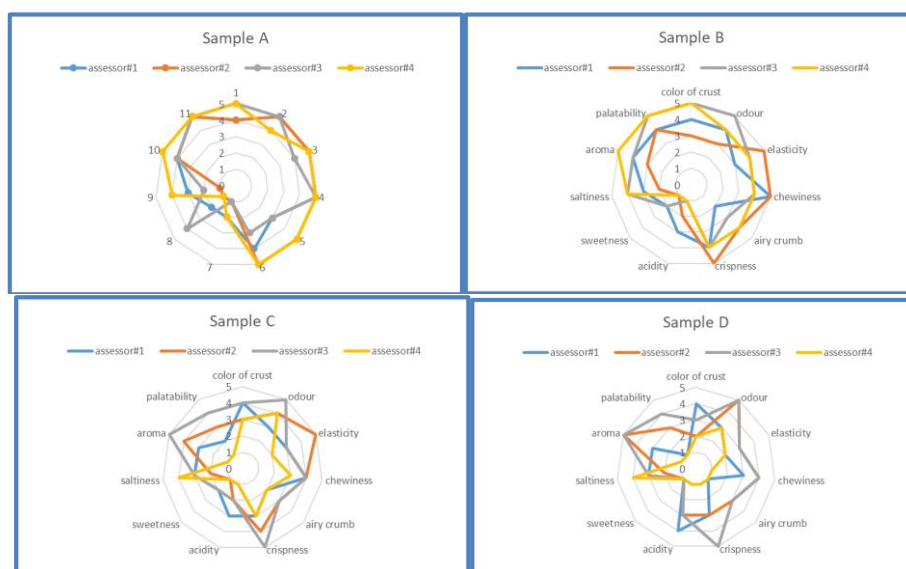 Sample A
assessor#1 assessor#2 assessor#3 assessor#4
1
11 5 2
4
10 3 3
2
1
0
9 4
8 5
7 6
Sample B
assessor#1 assessor#2 assessor#3 assessor#4
color of crust
palatability 5 odour
4
aroma 3 elasticity
2
1
saltiness 0 chewiness
sweetness airy crumb
acidity crispness
Sample C
assessor#1 assessor#2 assessor#3 assessor#4
color of crust
palatability 5 odour
4
aroma 3 elasticity
2
1
saltiness 0 chewiness
sweetness airy crumb
acidity crispness
Sample D
assessor#1 assessor#2 assessor#3 assessor#4
color of crust
palatability 5 odour
4
aroma 3 elasticity
2
1
saltiness 0 chewiness
sweetness airy crumb
acidity crispness